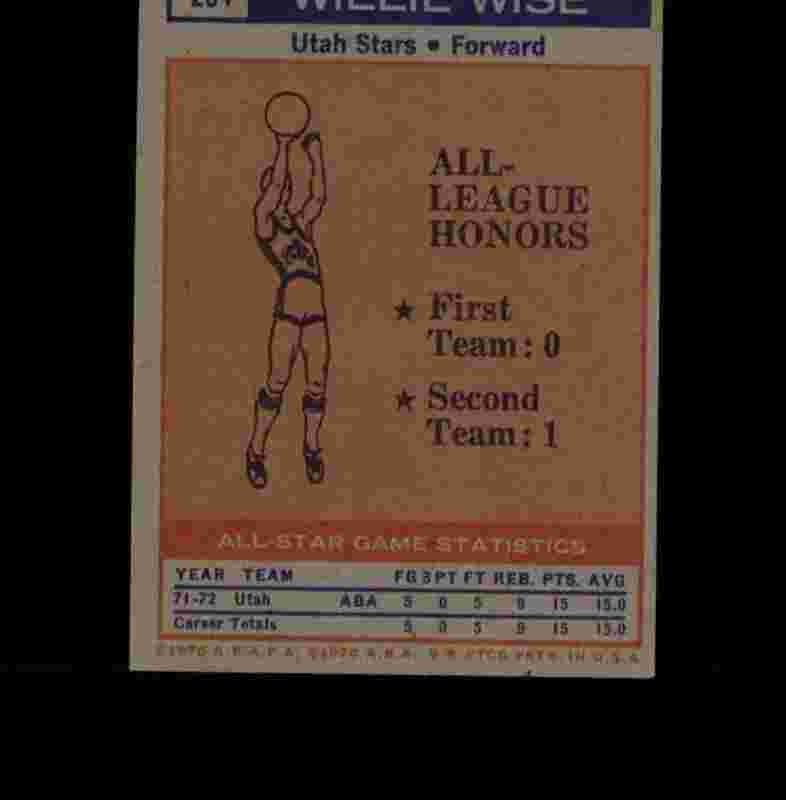 WILLIE WISE
Utah Stars • Forward
ALL-
LEAGUE
HONORS
★ First
Team: 0
★ Second
Team: 1
ALL-STAR GAME STATISTICS
YEAR TEAM FG 3PT FT REB. PTS. AVG
71-72 Utah ABA 5 0 5 9 15 15.0
Career Totals 5 0 5 9 15 15.0
IN U.S.A.